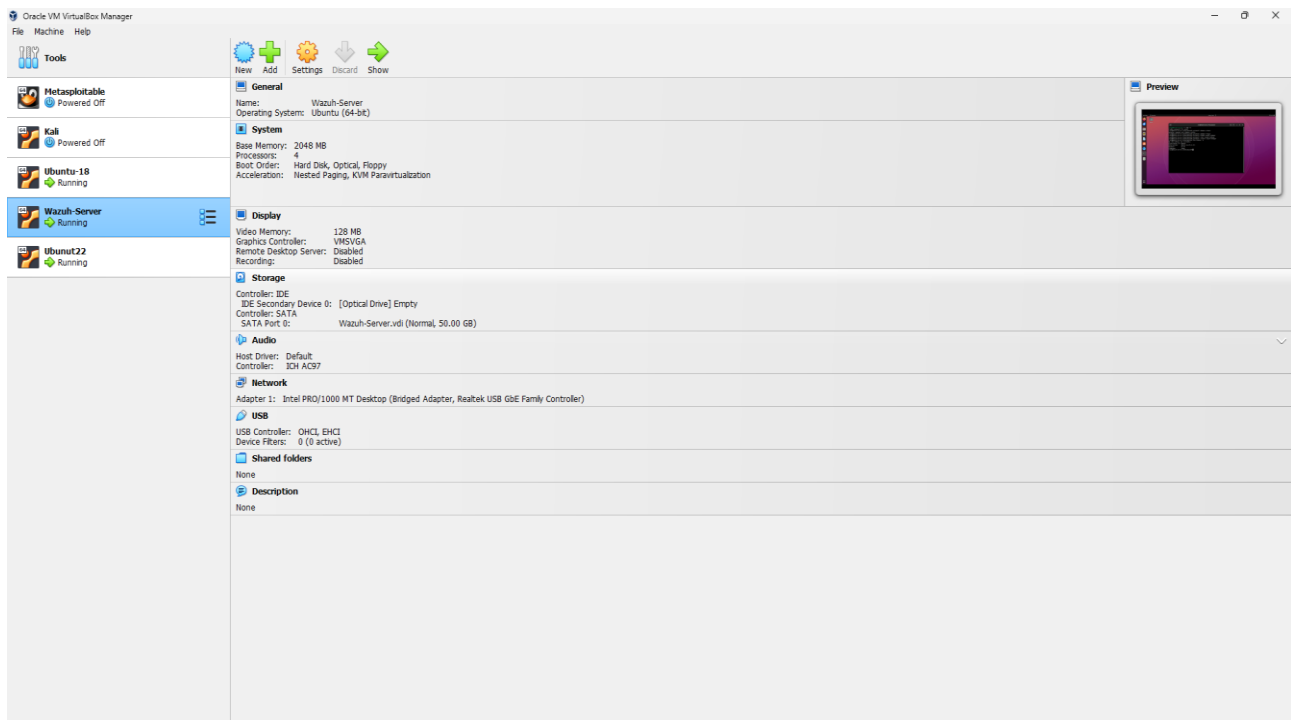 Oracle VM VirtualBox Manager
File Machine Help
Tools
New Add Settings Discard Show
Metasploitable
Powered Off
Kali
Powered Off
Ubuntu-18
Running
Wazuh-Server
Running
Ubunut22
Running
General
Name: Wazuh-Server
Operating System: Ubuntu (64-bit)
System
Base Memory: 2048 MB
Processors: 4
Boot Order: Hard Disk, Optical, Floppy
Acceleration: Nested Paging, KVM Paravirtualization
Preview
Display
Video Memory: 128 MB
Graphics Controller: VMSVGA
Remote Desktop Server: Disabled
Recording: Disabled
Storage
Controller: IDE
IDE Secondary Device 0: [Optical Drive] Empty
Controller: SATA
SATA Port 0: Wazuh-Server.vdi (Normal, 50.00 GB)
Audio
Host Driver: Default
Controller: ICH AC97
Network
Adapter 1: Intel PRO/1000 MT Desktop (Bridged Adapter, Realtek USB GbE Family Controller)
USB
USB Controller: OHCI, EHCI
Device Filters: 0 (0 active)
Shared folders
None
Description
None